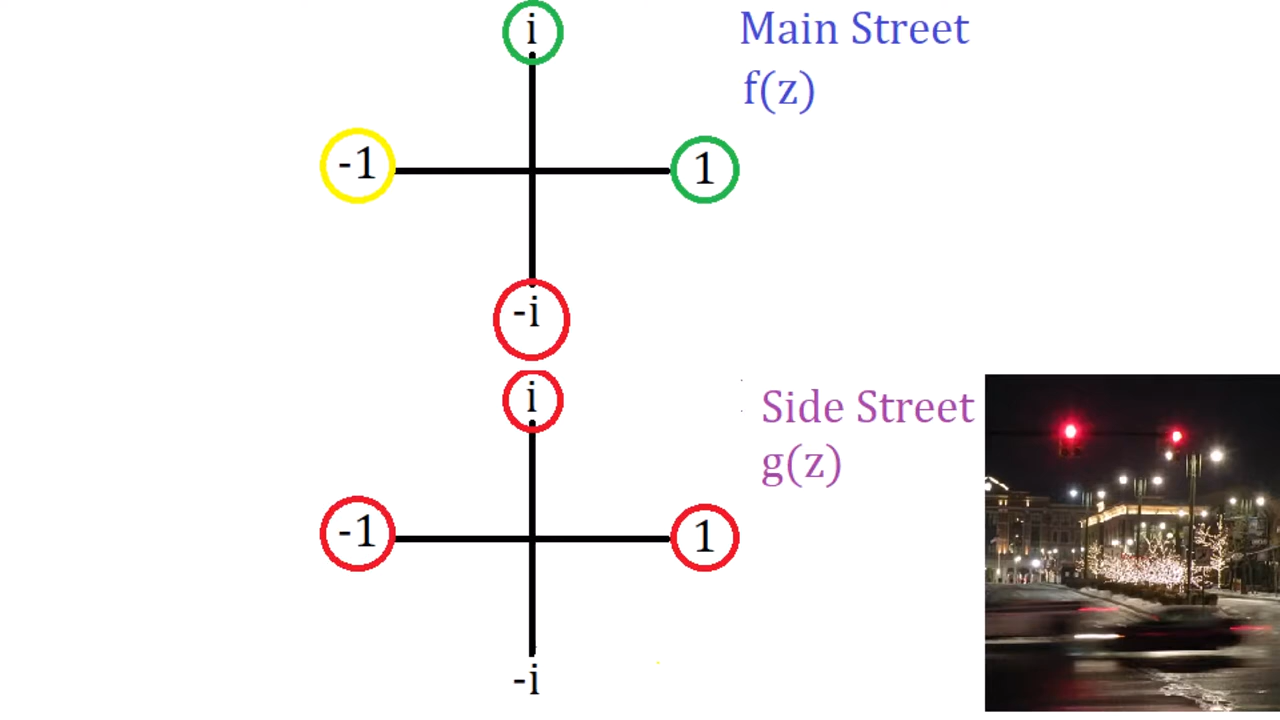 i
Main Street
f(z)
-1
1
-i
i
Side Street
g(z)
-1
1
-i